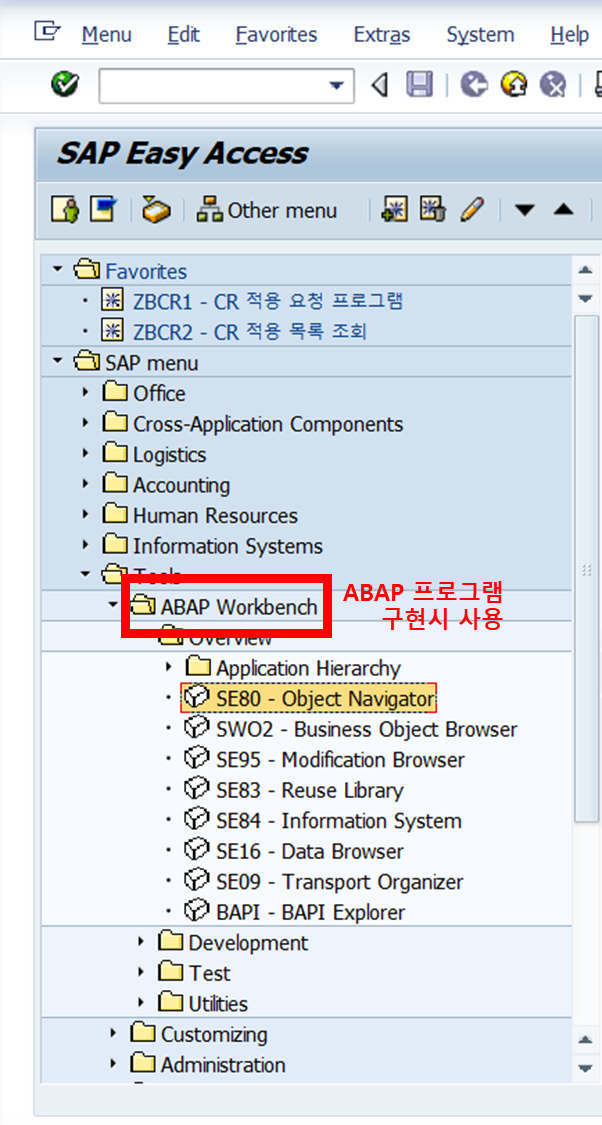 Menu Edit Favorites Extras System Help
SAP Easy Access
Other menu
Favorites
ZBCR1 - CR 적용 요청 프로그램
ZBCR2 - CR 적용 목록 조회
SAP menu
Office
Cross-Application Components
Logistics
Accounting
Human Resources
Information Systems
Tools
ABAP Workbench
ABAP 프로그램
구현시 사용
Overview
Application Hierarchy
SE80 - Object Navigator
SWO2 - Business Object Browser
SE95 - Modification Browser
SE83 - Reuse Library
SE84 - Information System
SE16 - Data Browser
SE09 - Transport Organizer
BAPI - BAPI Explorer
Development
Test
Utilities
Customizing
Administration